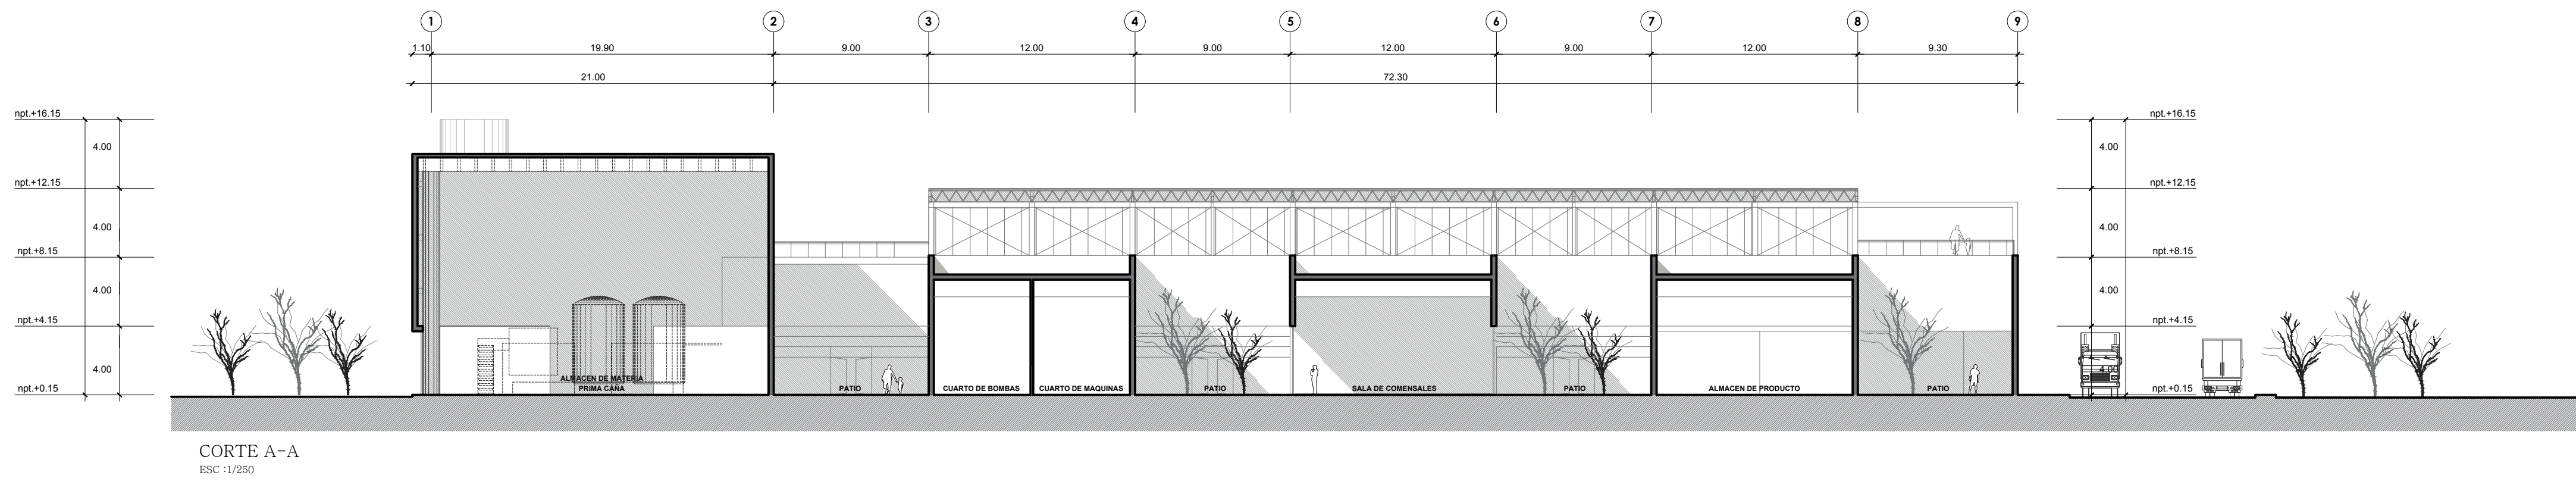 1 2 3 4 5 6 7 8 9
1.10 19.90 9.00 12.00 9.00 12.00 9.00 12.00 9.30
21.00 72.30
npt.+16.15 npt.+16.15
4.00 4.00
npt.+12.15 npt.+12.15
4.00 4.00
npt.+8.15 npt.+8.15
4.00 4.00
npt.+4.15 npt.+4.15
4.00 4.00
ALMACEN DE MATERIA
npt.+0.15 PRIMA CAÑA PATIO CUARTO DE BOMBAS CUARTO DE MAQUINAS PATIO SALA DE COMENSALES PATIO ALMACEN DE PRODUCTO PATIO npt.+0.15
CORTE A-A
ESC :1/250